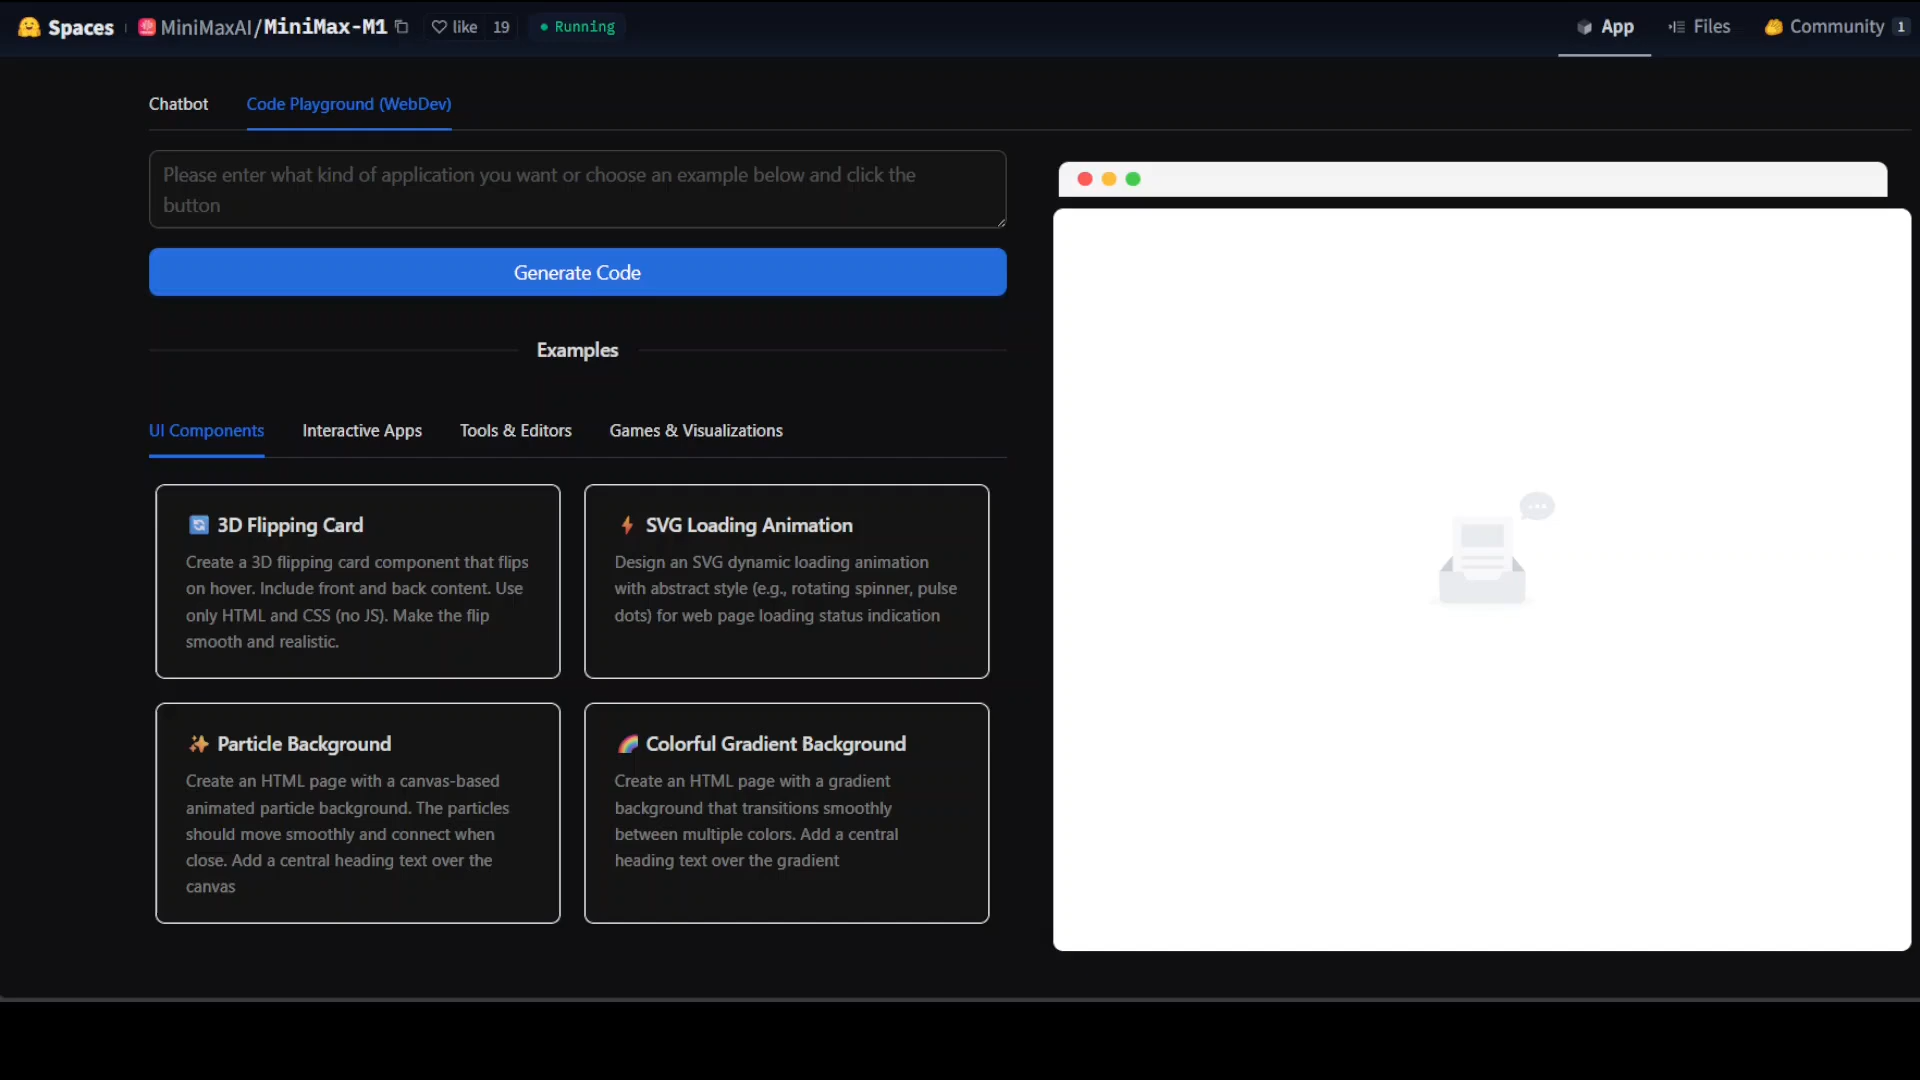 Spaces MiniMaxAI/MiniMax-M1 like 19 Running App Files Community 1
Chatbot Code Playground (WebDev)
Please enter what kind of application you want or choose an example below and click the
button
Generate Code
Examples
UI Components Interactive Apps Tools & Editors Games & Visualizations
3D Flipping Card
Create a 3D flipping card component that flips
on hover. Include front and back content. Use
only HTML and CSS (no JS). Make the flip
smooth and realistic.
SVG Loading Animation
Design an SVG dynamic loading animation
with abstract style (e.g., rotating spinner, pulse
dots) for web page loading status indication
Particle Background
Create an HTML page with a canvas-based
animated particle background. The particles
should move smoothly and connect when
close. Add a central heading text over the
canvas
Colorful Gradient Background
Create an HTML page with a gradient
background that transitions smoothly
between multiple colors. Add a central
heading text over the gradient